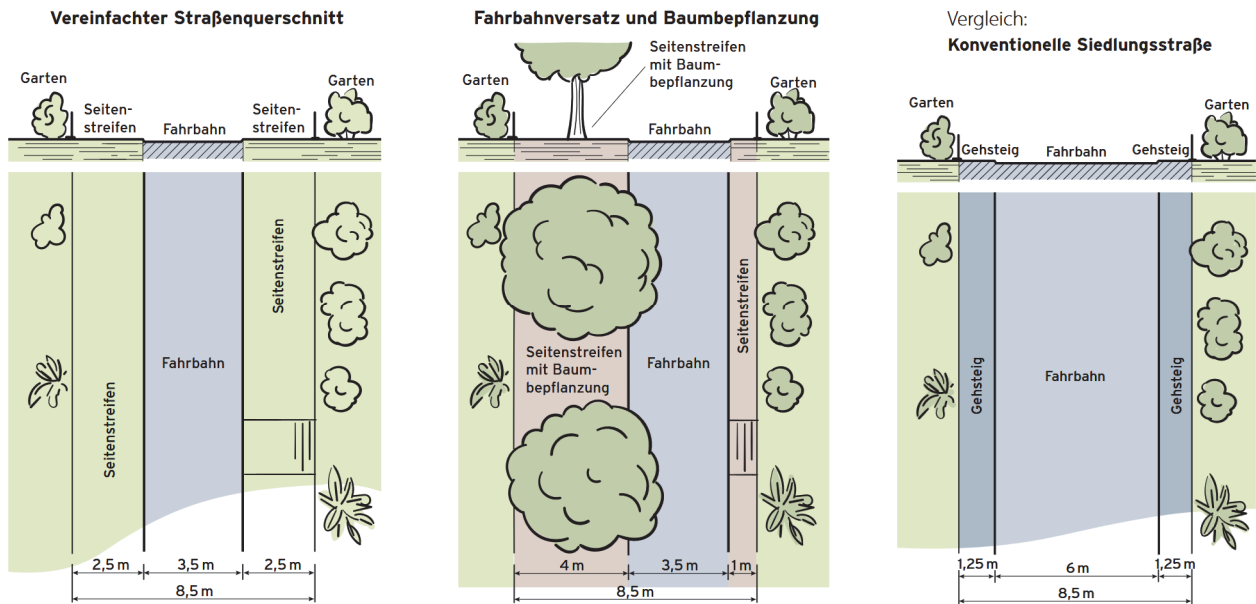 Vereinfachter Straßenquerschnitt
Garten
Seiten-
streifen
Fahrbahn
Seiten-
streifen
Garten
Seitenstreifen
Fahrbahn
Seitenstreifen
2,5 m
3,5 m
2,5 m
8,5 m
Fahrbahnversatz und Baumbepflanzung
Seitenstreifen
mit Baum-
bepflanzung
Garten
Fahrbahn
Garten
Seitenstreifen
mit Baum-
bepflanzung
Fahrbahn
Seitenstreifen
4 m
3,5 m
1 m
8,5 m
Vergleich:
Konventionelle Siedlungsstraße
Garten
Gehsteig
Fahrbahn
Gehsteig
Garten
Gehsteig
Fahrbahn
Gehsteig
1,25 m
6 m
1,25 m
8,5 m